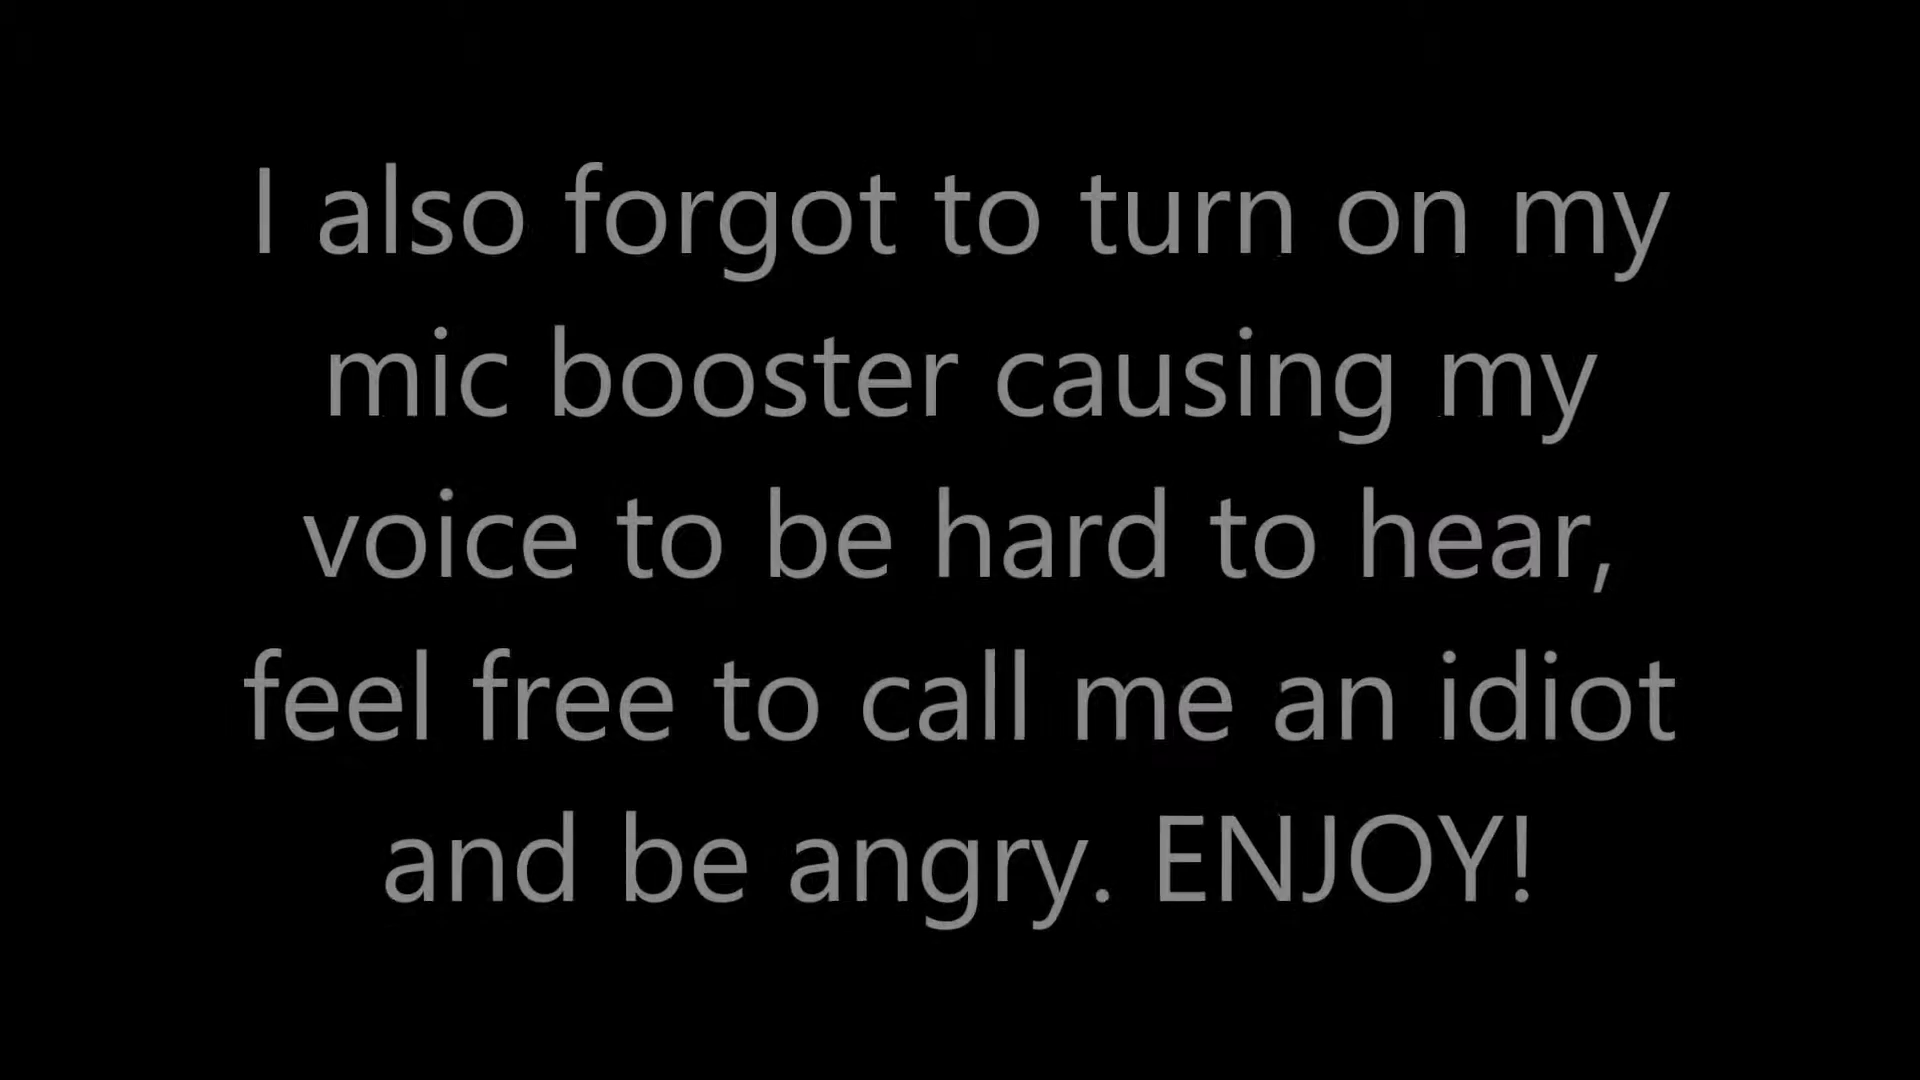 I also forgot to turn on my
mic booster causing my
voice to be hard to hear,
feel free to call me an idiot
and be angry. ENJOY!